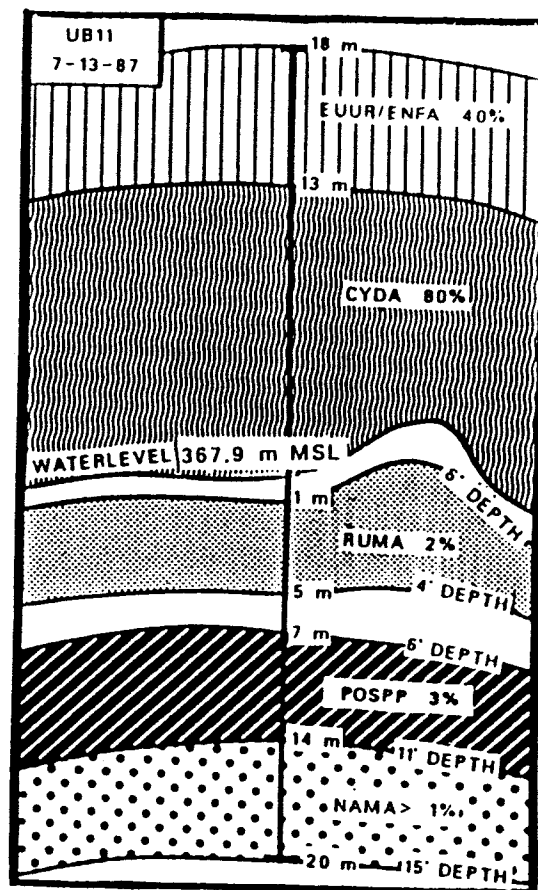 UB11
7-13-87
18 m
EUUR/ENFA 40%
13 m
CYDA 80%
WATERLEVEL 367.9 m MSL
6' DEPTH
1 m
RUMA 2%
5 m
4' DEPTH
7 m
6' DEPTH
POSPP 3%
14 m
11' DEPTH
NAMA> 1%
20 m
15' DEPTH